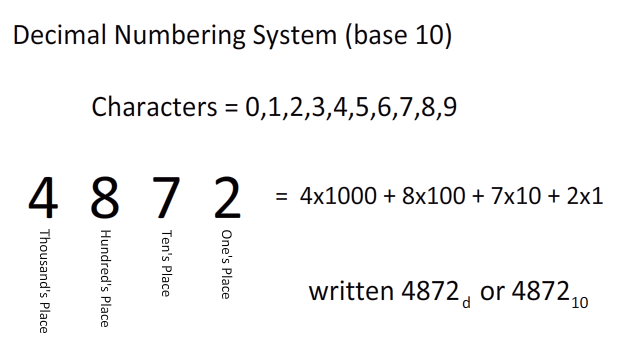 Decimal Numbering System (base 10)
Characters = 0,1,2,3,4,5,6,7,8,9
4 8 7 2 = 4x1000 + 8x100 + 7x10 + 2x1
Thousand's Place
Hundred's Place
Ten's Place
One's Place
written 4872d or 487210